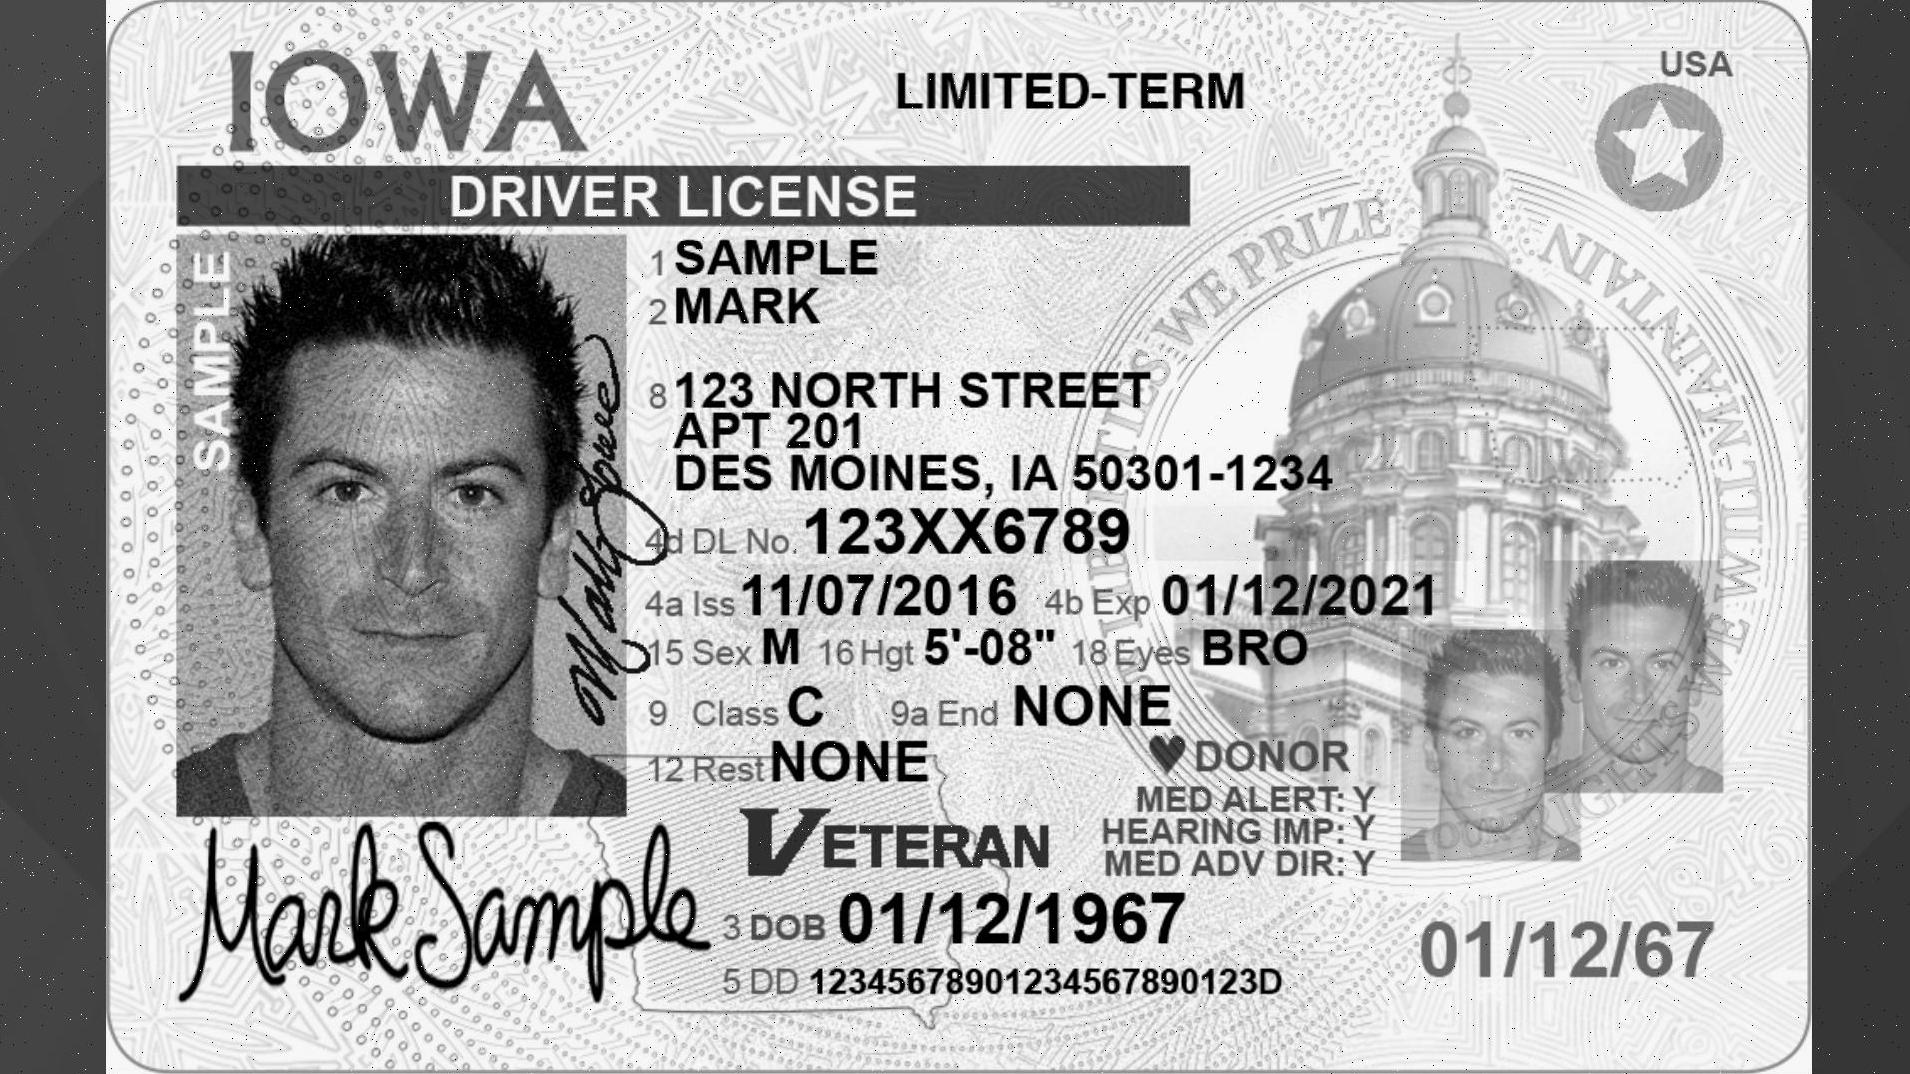 IOWA
LIMITED-TERM
USA
DRIVER LICENSE
SAMPLE
1 SAMPLE
2 MARK
8 123 NORTH STREET
APT 201
DES MOINES, IA 50301-1234
4d DL No. 123XX6789
4a Iss 11/07/2016 4b Exp 01/12/2021
15 Sex M 16 Hgt 5'-08" 18 Eyes BRO
9 Class C 9a End NONE
12 Rest NONE
♥ DONOR
MED ALERT: Y
HEARING IMP: Y
MED ADV DIR: Y
VETERAN
Mark Sample
3 DOB 01/12/1967
01/12/67
5 DD 12345678901234567890123D
LIBERTIES WE PRIZE
OUR RIGHTS WE WILL MAINTAIN
1846